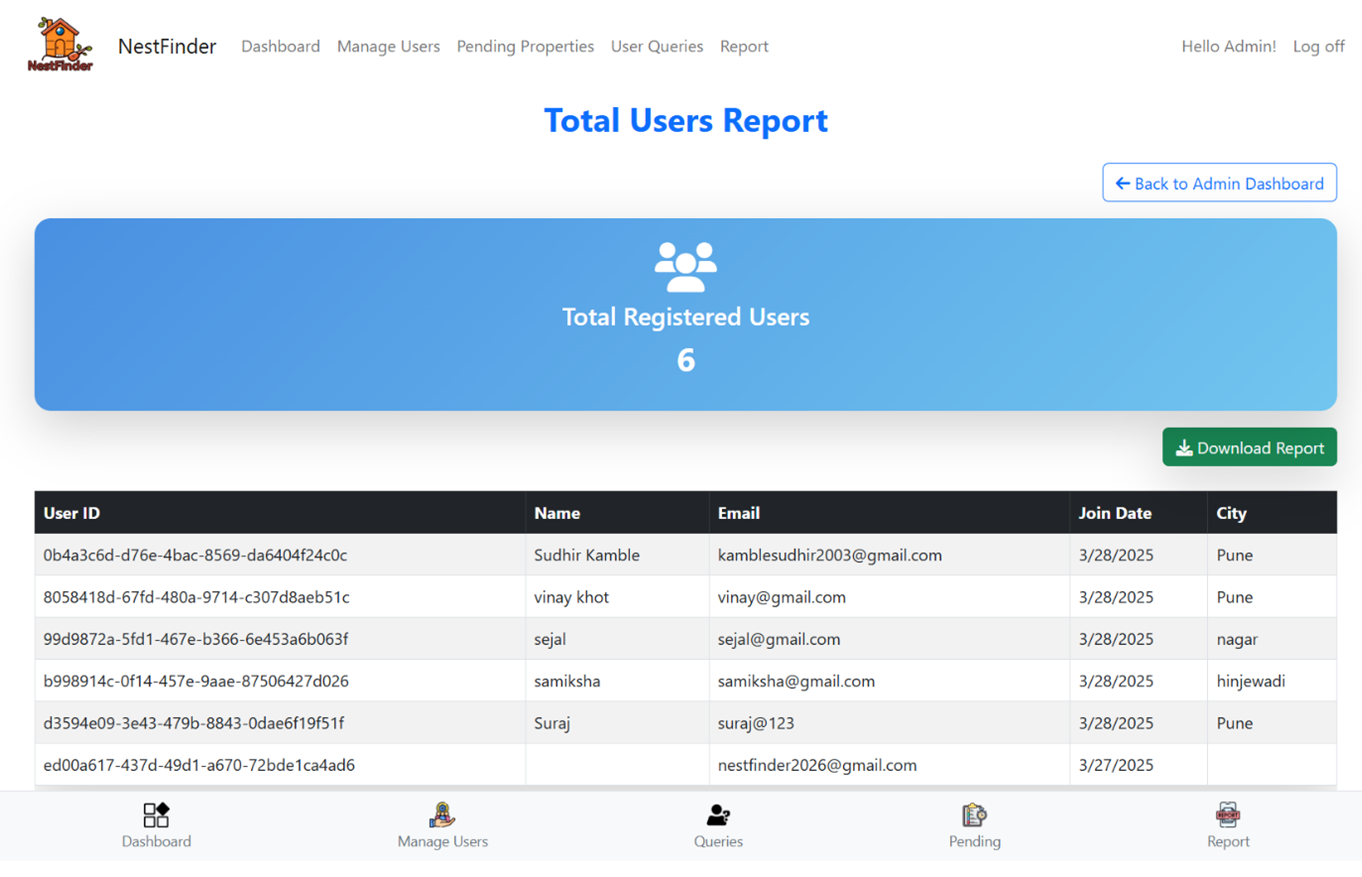 NestFinder
NestFinder Dashboard Manage Users Pending Properties User Queries Report Hello Admin! Log off
Total Users Report
Back to Admin Dashboard
Total Registered Users
6
Download Report
User ID Name Email Join Date City
0b4a3c6d-d76e-4bac-8569-da6404f24c0c Sudhir Kamble kamblesudhir2003@gmail.com 3/28/2025 Pune
8058418d-67fd-480a-9714-c307d8aeb51c vinay khot vinay@gmail.com 3/28/2025 Pune
99d9872a-5fd1-467e-b366-6e453a6b063f sejal sejal@gmail.com 3/28/2025 nagar
b998914c-0f14-457e-9aae-87506427d026 samiksha samiksha@gmail.com 3/28/2025 hinjewadi
d3594e09-3e43-479b-8843-0dae6f19f51f Suraj suraj@123 3/28/2025 Pune
ed00a617-437d-49d1-a670-72bde1ca4ad6 nestfinder2026@gmail.com 3/27/2025
REPORT
Dashboard Manage Users Queries Pending Report